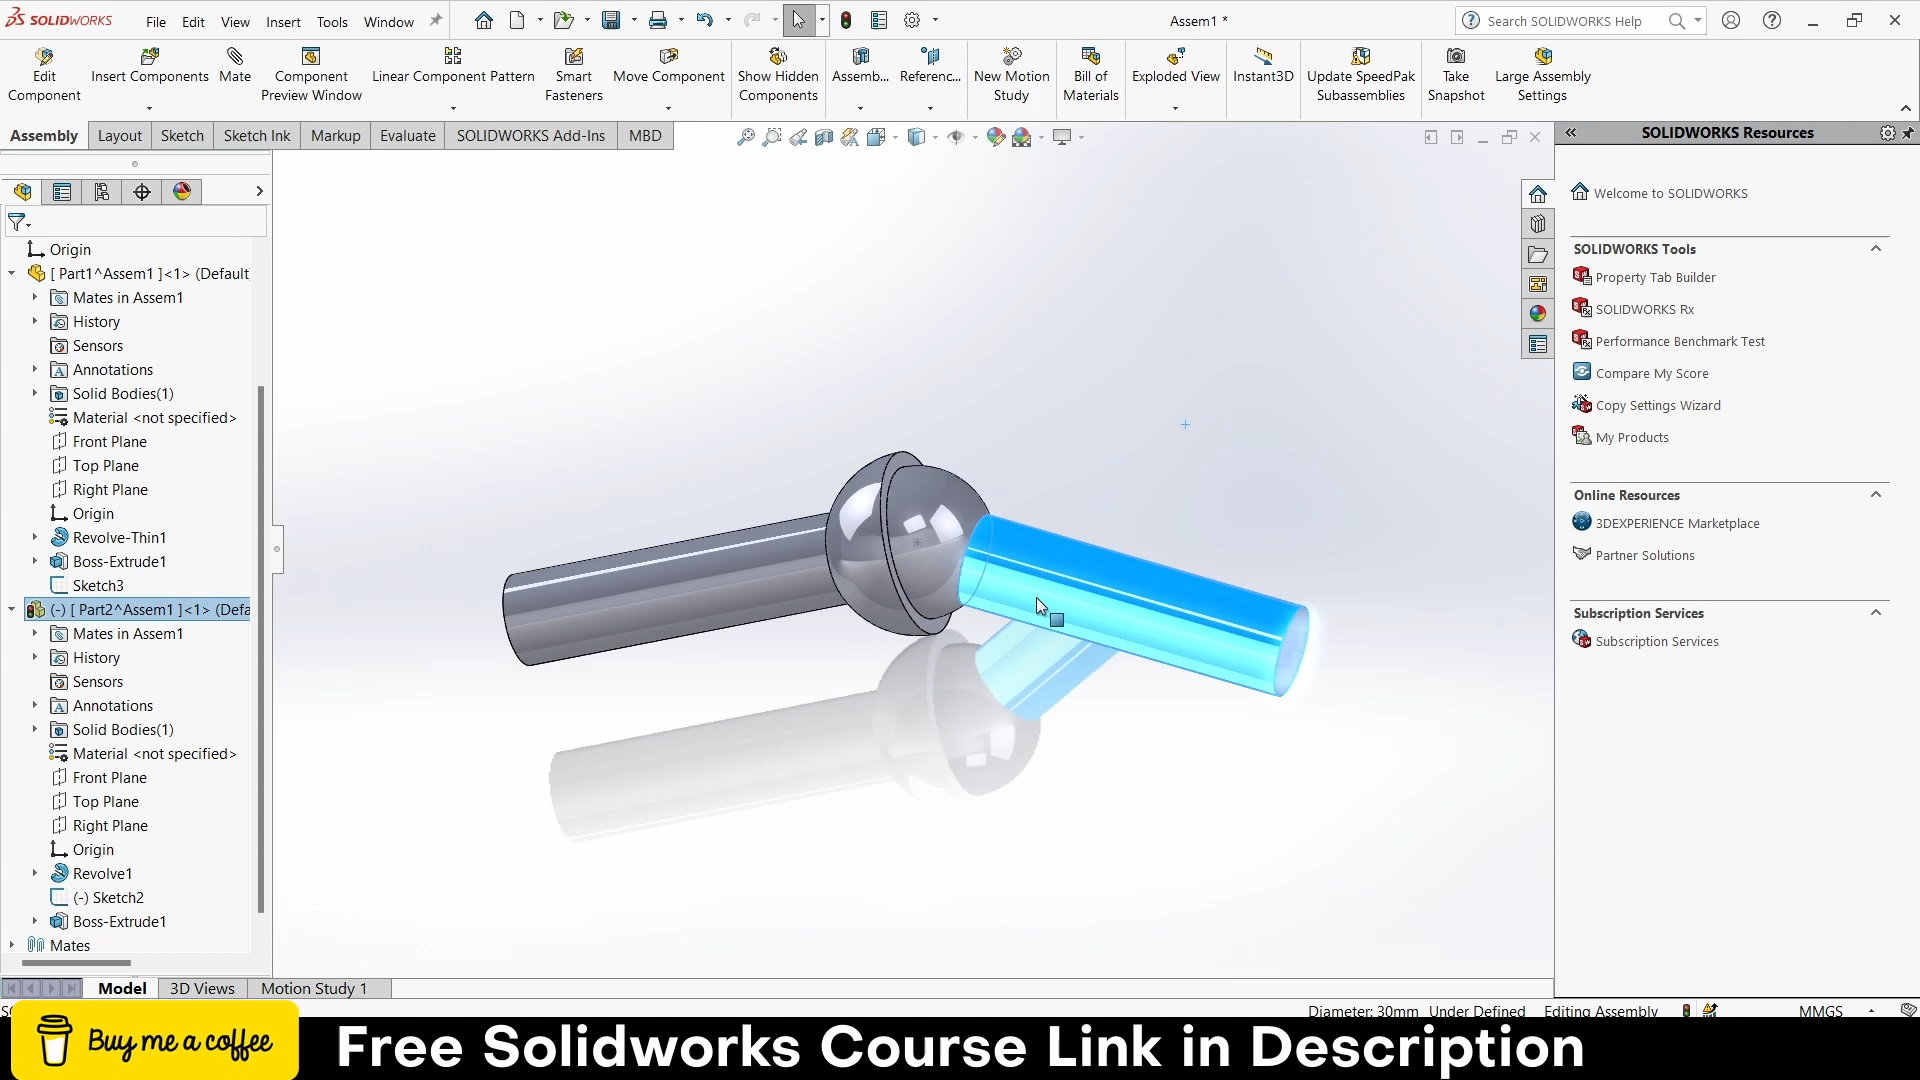 SOLIDWORKS File Edit View Insert Tools Window Assem1 * Search SOLIDWORKS Help
Edit Component
Insert Components
Mate
Component Preview Window
Linear Component Pattern
Smart Fasteners
Move Component
Show Hidden Components
Assemb...
Referenc...
New Motion Study
Bill of Materials
Exploded View
Instant3D
Update SpeedPak Subassemblies
Take Snapshot
Large Assembly Settings
Assembly Layout Sketch Sketch Ink Markup Evaluate SOLIDWORKS Add-Ins MBD
Origin
[ Part1^Assem1 ]<1> (Default
Mates in Assem1
History
Sensors
Annotations
Solid Bodies(1)
Material <not specified>
Front Plane
Top Plane
Right Plane
Origin
Revolve-Thin1
Boss-Extrude1
Sketch3
(-) [ Part2^Assem1 ]<1> (Defa
Mates in Assem1
History
Sensors
Annotations
Solid Bodies(1)
Material <not specified>
Front Plane
Top Plane
Right Plane
Origin
Revolve1
(-) Sketch2
Boss-Extrude1
Mates
SOLIDWORKS Resources
Welcome to SOLIDWORKS
SOLIDWORKS Tools
Property Tab Builder
SOLIDWORKS Rx
Performance Benchmark Test
Compare My Score
Copy Settings Wizard
My Products
Online Resources
3DEXPERIENCE Marketplace
Partner Solutions
Subscription Services
Subscription Services
Model 3D Views Motion Study 1
Diameter: 30mm Under Defined Editing Assembly MMGS
Buy me a coffee
Free Solidworks Course Link in Description